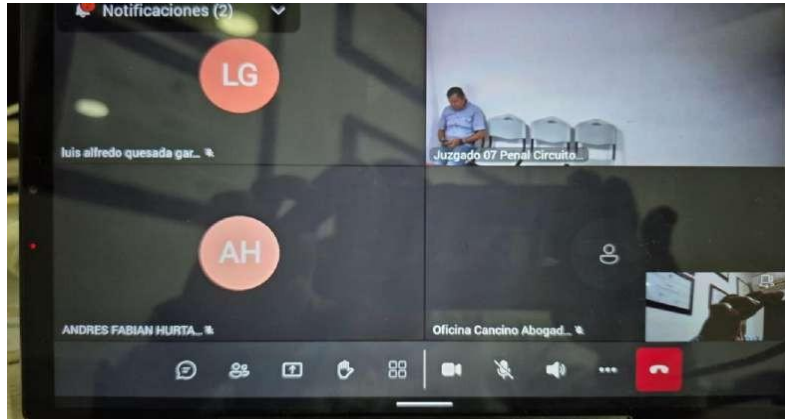 Notificaciones (2)
LG
luis alfredo quesada gar...
Juzgado 07 Penal Circuito...
AH
ANDRES FABIAN HURTA...
Oficina Cancino Abogad...